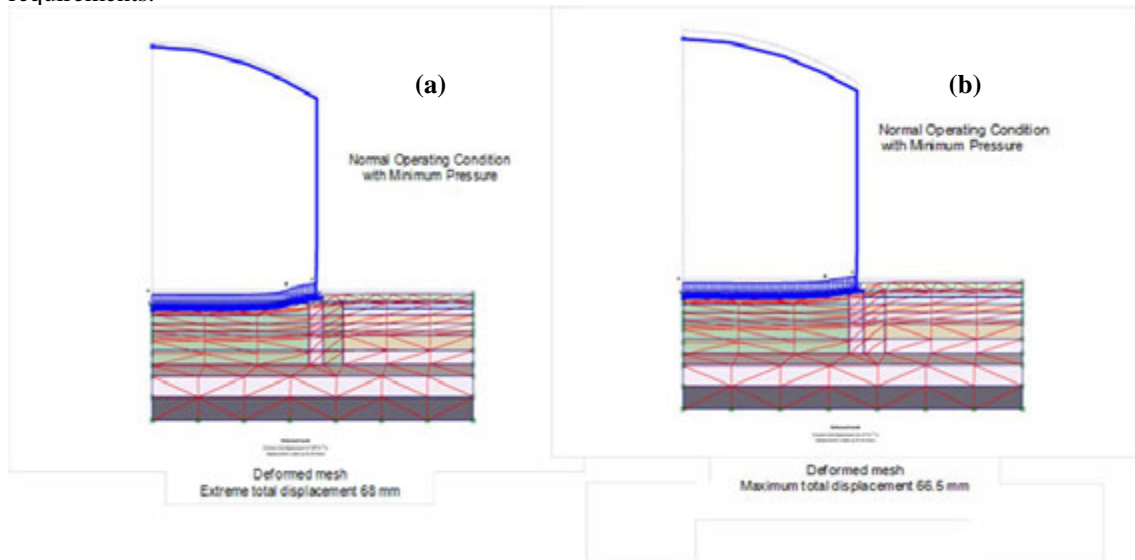 requirements.
(a)
Normal Operating Condition
with Minimum Pressure
Deformed mesh
Extreme total displacement 68 mm
(b)
Normal Operating Condition
with Minimum Pressure
Deformed mesh
Maximum total displacement 66.5 mm